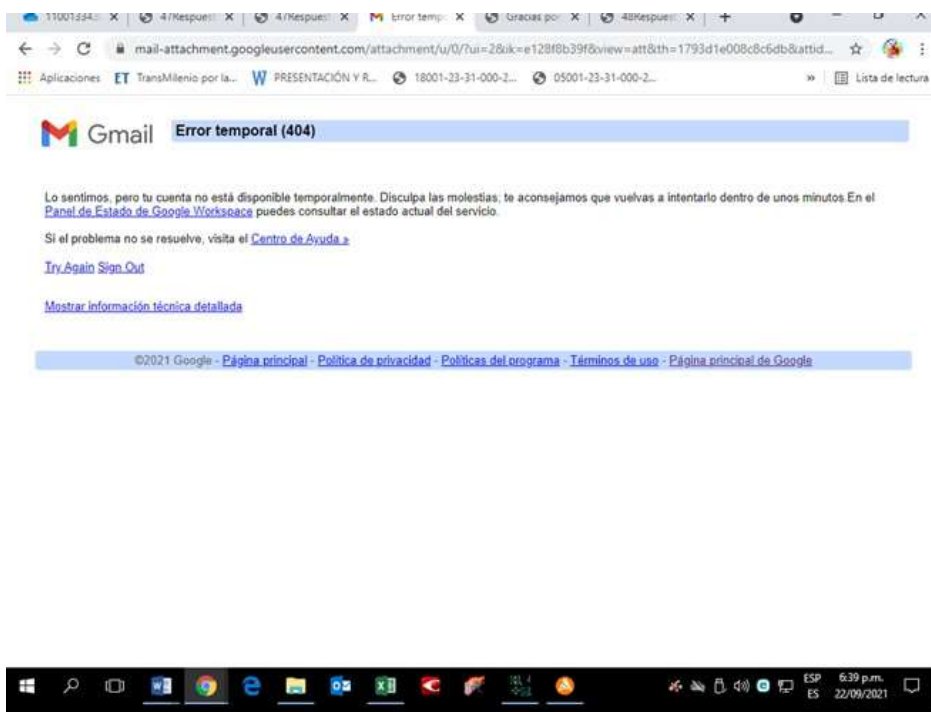 11001334.
47Respuest
47Respuest
Error temp
Gracias por
48Respuest
mail-attachment.googleusercontent.com/attachment/u/0/?ui=2&ik=e128f8b39f&view=att&th=1793d1e008c8c6db&attid...
Aplicaciones
TransMilenio por la...
PRESENTACIÓN Y R...
18001-23-31-000-2...
05001-23-31-000-2...
»
Lista de lectura
Gmail
Error temporal (404)
Lo sentimos, pero tu cuenta no está disponible temporalmente. Disculpa las molestias; te aconsejamos que vuelvas a intentarlo dentro de unos minutos.En el
Panel de Estado de Google Workspace puedes consultar el estado actual del servicio.
Si el problema no se resuelve, visita el Centro de Ayuda »
Try Again Sign Out
Mostrar información técnica detallada
©2021 Google - Página principal - Política de privacidad - Políticas del programa - Términos de uso - Página principal de Google
ESP
ES
6:39 p.m.
22/09/2021